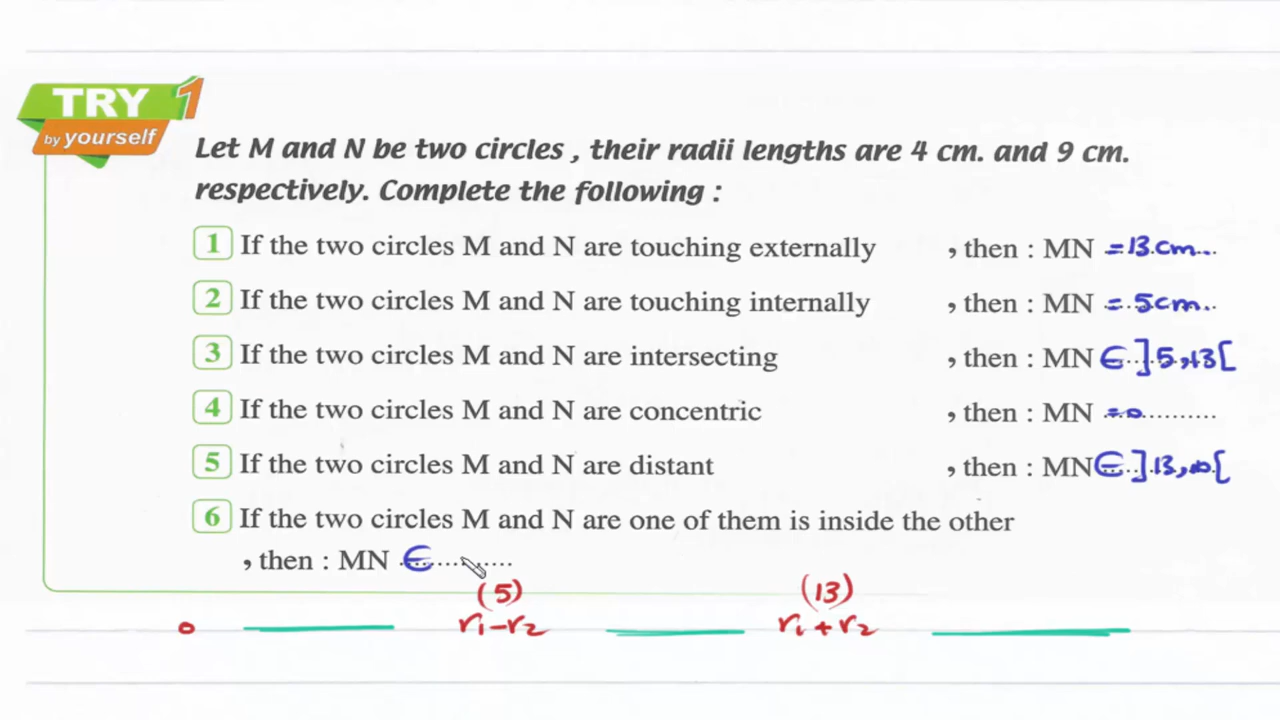 TRY 1
by yourself
Let M and N be two circles , their radii lengths are 4 cm. and 9 cm.
respectively. Complete the following :
1 If the two circles M and N are touching externally , then : MN = 13 cm
2 If the two circles M and N are touching internally , then : MN = 5 cm
3 If the two circles M and N are intersecting , then : MN ∈ ]5,13[
4 If the two circles M and N are concentric , then : MN = 0
5 If the two circles M and N are distant , then : MN ∈ ]13,∞[
6 If the two circles M and N are one of them is inside the other
, then : MN ∈
(5) (13)
0 r₁-r₂ r₁+r₂